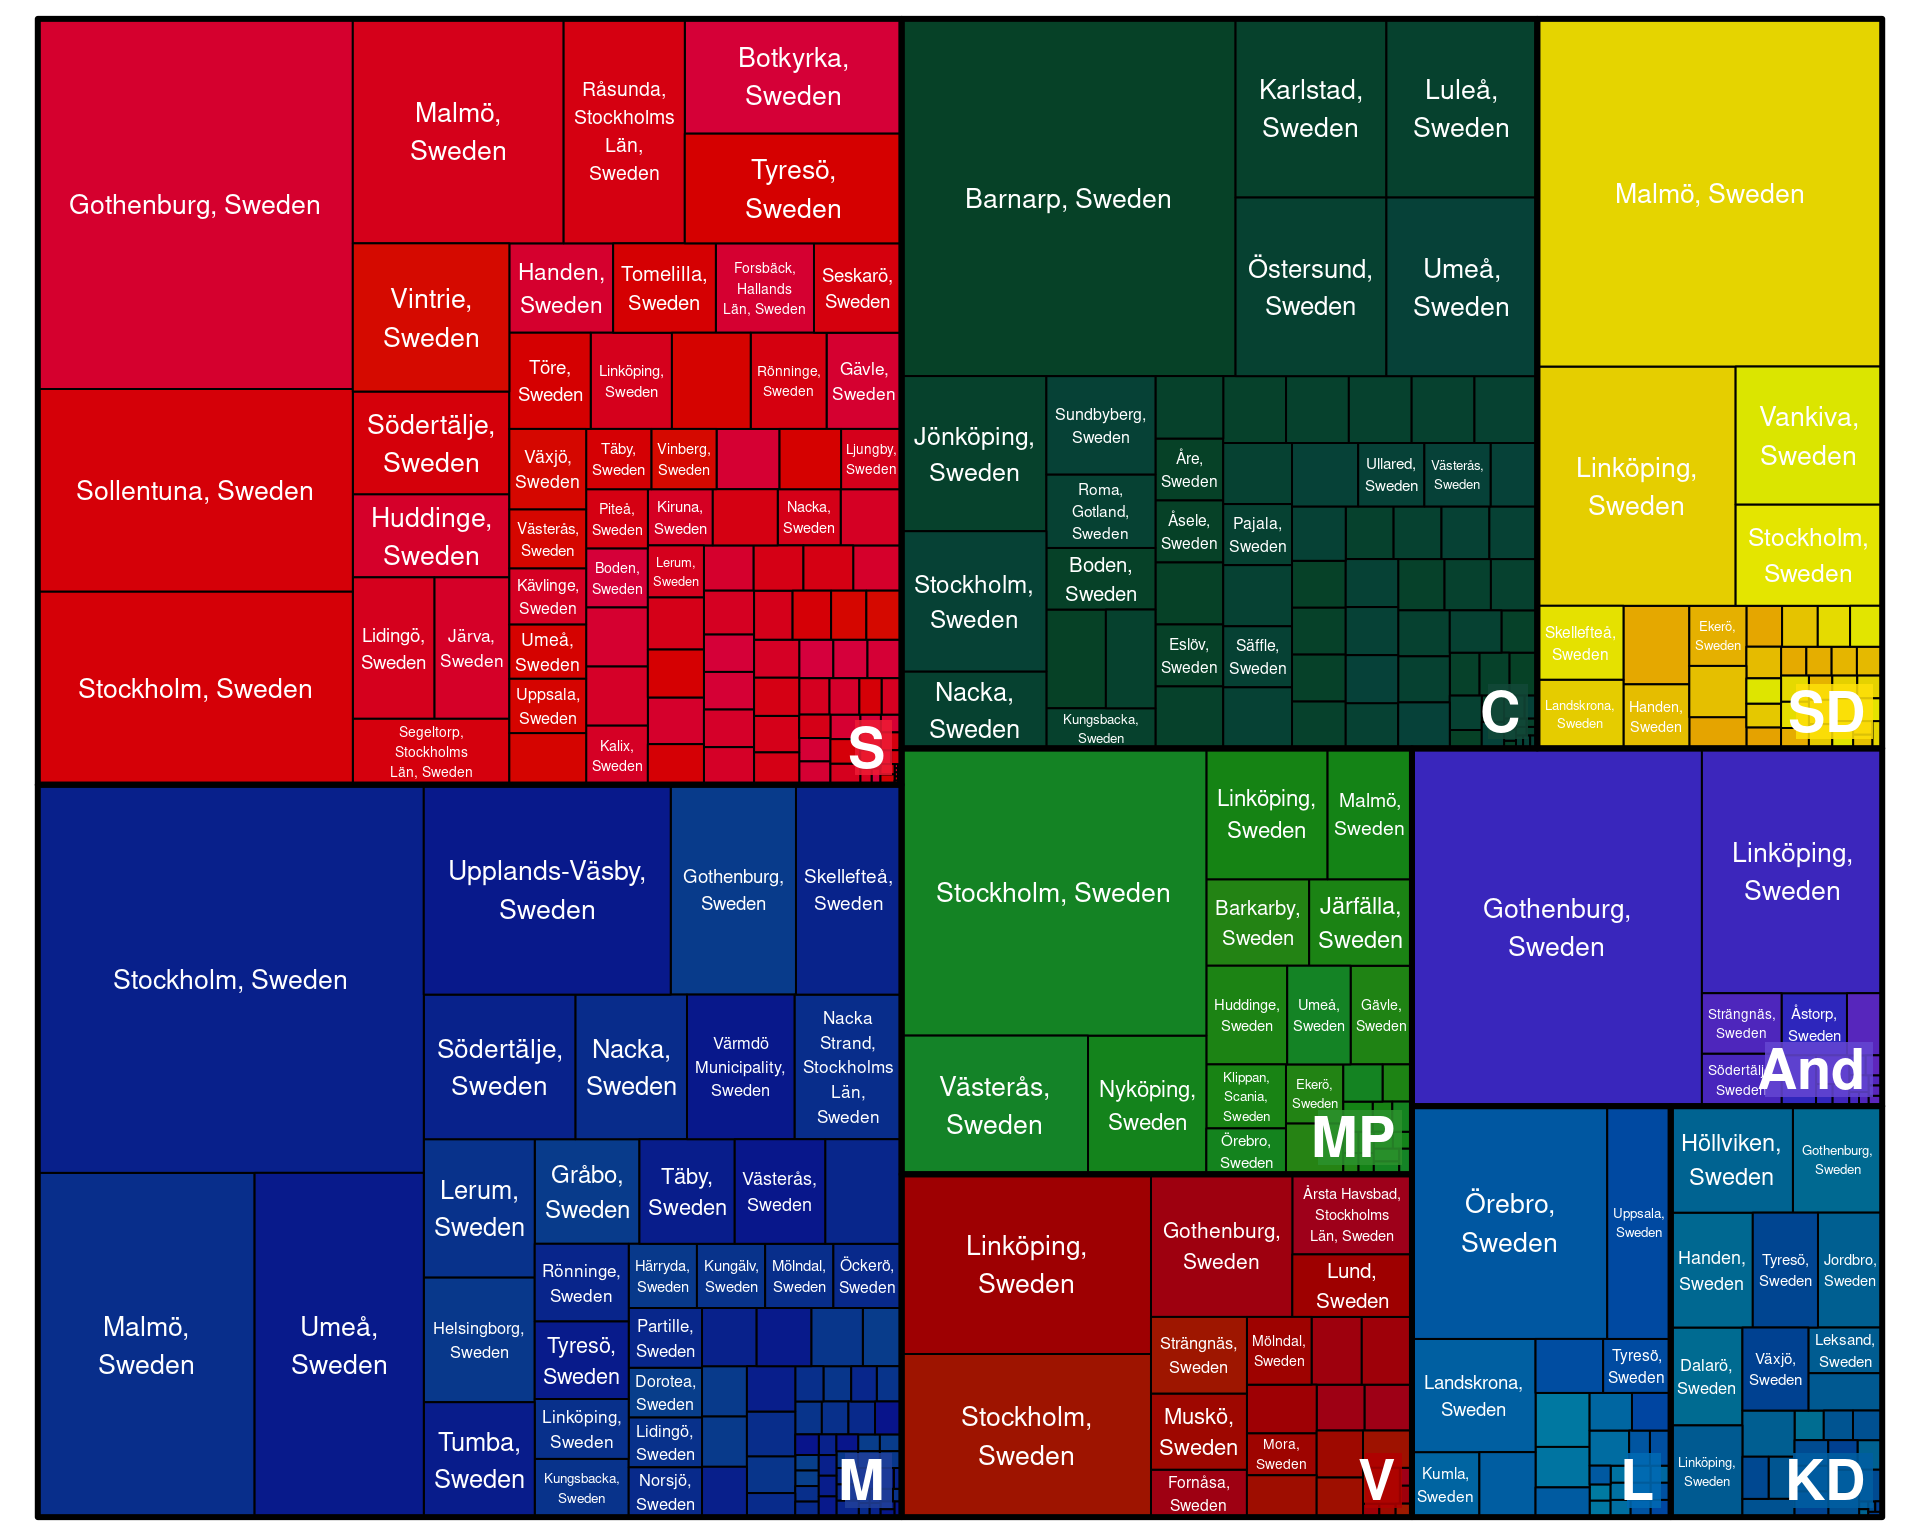 Gothenburg, Sweden
Sollentuna, Sweden
Stockholm, Sweden
Malmö,
Sweden
Råsunda,
Stockholms
Län,
Sweden
Botkyrka,
Sweden
Tyresö,
Sweden
Vintrie,
Sweden
Södertälje,
Sweden
Huddinge,
Sweden
Lidingö,
Sweden
Järva,
Sweden
Segeltorp,
Stockholms
Län, Sweden
Handen,
Sweden
Tomelilla,
Sweden
Forsbäck,
Hallands
Län, Sweden
Seskarö,
Sweden
Töre,
Sweden
Linköping,
Sweden
Rönninge,
Sweden
Gävle,
Sweden
Växjö,
Sweden
Västerås,
Sweden
Kävlinge,
Sweden
Umeå,
Sweden
Uppsala,
Sweden
Täby,
Sweden
Vinberg,
Sweden
Ljungby,
Sweden
Piteå,
Sweden
Kiruna,
Sweden
Nacka,
Sweden
Boden,
Sweden
Lerum,
Sweden
Kalix,
Sweden
S
Barnarp, Sweden
Karlstad,
Sweden
Luleå,
Sweden
Östersund,
Sweden
Umeå,
Sweden
Jönköping,
Sweden
Stockholm,
Sweden
Nacka,
Sweden
Sundbyberg,
Sweden
Roma,
Gotland,
Sweden
Boden,
Sweden
Kungsbacka,
Sweden
Åre,
Sweden
Åsele,
Sweden
Eslöv,
Sweden
Pajala,
Sweden
Säffle,
Sweden
Ullared,
Sweden
Västerås,
Sweden
C
Malmö, Sweden
Linköping,
Sweden
Vankiva,
Sweden
Stockholm,
Sweden
Skellefteå,
Sweden
Landskrona,
Sweden
Ekerö,
Sweden
Handen,
Sweden
SD
Stockholm, Sweden
Malmö,
Sweden
Umeå,
Sweden
Upplands-Väsby,
Sweden
Gothenburg,
Sweden
Skellefteå,
Sweden
Södertälje,
Sweden
Nacka,
Sweden
Värmdö
Municipality,
Sweden
Nacka
Strand,
Stockholms
Län,
Sweden
Lerum,
Sweden
Helsingborg,
Sweden
Tumba,
Sweden
Gråbo,
Sweden
Täby,
Sweden
Västerås,
Sweden
Rönninge,
Sweden
Tyresö,
Sweden
Linköping,
Sweden
Kungsbacka,
Sweden
Härryda,
Sweden
Kungälv,
Sweden
Mölndal,
Sweden
Öckerö,
Sweden
Partille,
Sweden
Dorotea,
Sweden
Lidingö,
Sweden
Norsjö,
Sweden
M
Stockholm, Sweden
Västerås,
Sweden
Nyköping,
Sweden
Linköping,
Sweden
Malmö,
Sweden
Barkarby,
Sweden
Järfälla,
Sweden
Huddinge,
Sweden
Umeå,
Sweden
Gävle,
Sweden
Klippan,
Scania,
Sweden
Ekerö,
Sweden
Örebro,
Sweden
MP
Gothenburg,
Sweden
Linköping,
Sweden
Strängnäs,
Sweden
Åstorp,
Sweden
Södertälje,
Sweden
And
Linköping,
Sweden
Stockholm,
Sweden
Gothenburg,
Sweden
Årsta Havsbad,
Stockholms
Län, Sweden
Lund,
Sweden
Strängnäs,
Sweden
Mölndal,
Sweden
Muskö,
Sweden
Mora,
Sweden
Fornåsa,
Sweden
V
Örebro,
Sweden
Uppsala,
Sweden
Landskrona,
Sweden
Tyresö,
Sweden
Kumla,
Sweden
L
Höllviken,
Sweden
Gothenburg,
Sweden
Handen,
Sweden
Tyresö,
Sweden
Jordbro,
Sweden
Dalarö,
Sweden
Växjö,
Sweden
Leksand,
Sweden
Linköping,
Sweden
KD